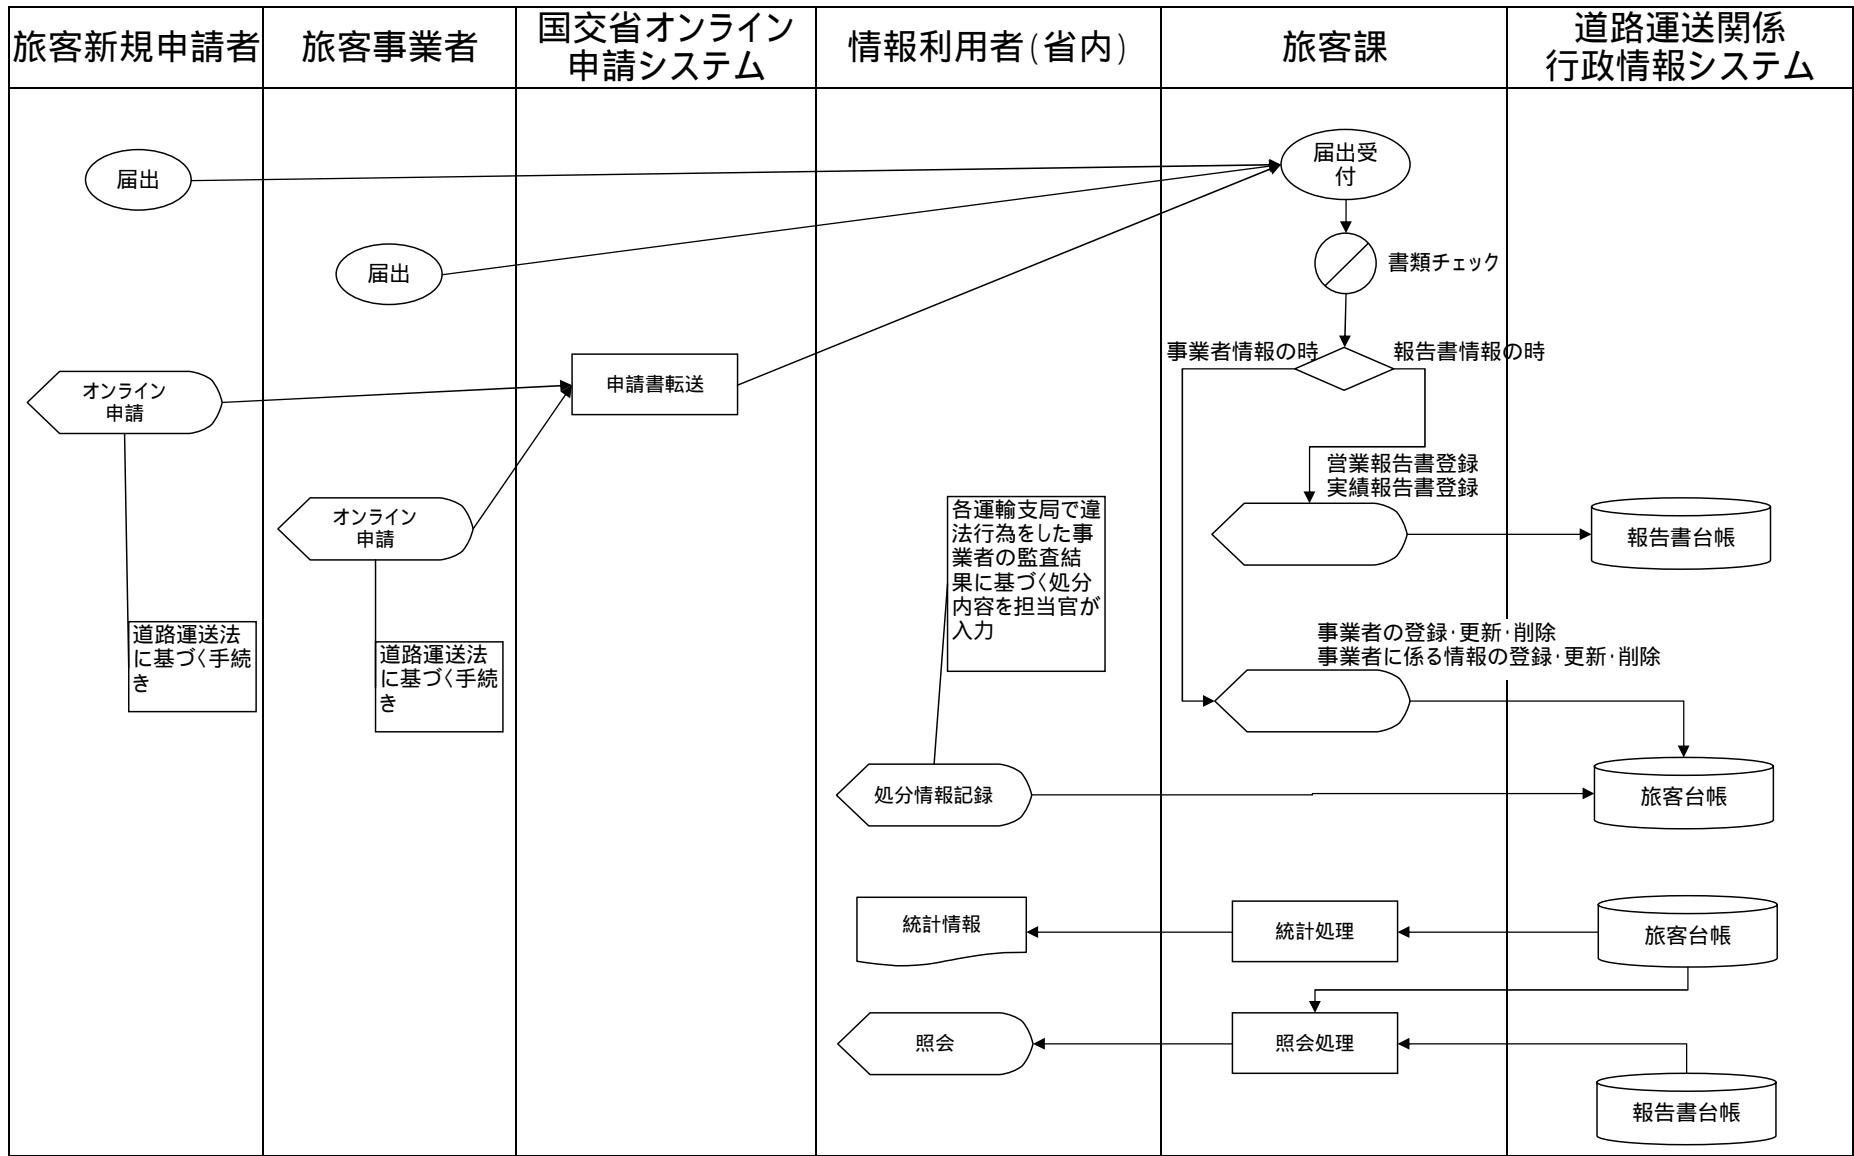 旅客新規申請者
旅客事業者
国交省オンライン
申請システム
情報利用者(省内)
旅客課
道路運送関係
行政情報システム
届出
届出受
付
届出
書類チェック
事業者情報の時
報告書情報の時
オンライン
申請
申請書転送
営業報告書登録
実績報告書登録
オンライン
申請
各運輸支局で違
法行為をした事
業者の監査結
果に基づく処分
内容を担当官が
入力
報告書台帳
道路運送法
に基づく手続
き
道路運送法
に基づく手続
き
事業者の登録・更新・削除
事業者に係る情報の登録・更新・削除
処分情報記録
旅客台帳
統計情報
統計処理
旅客台帳
照会
照会処理
報告書台帳